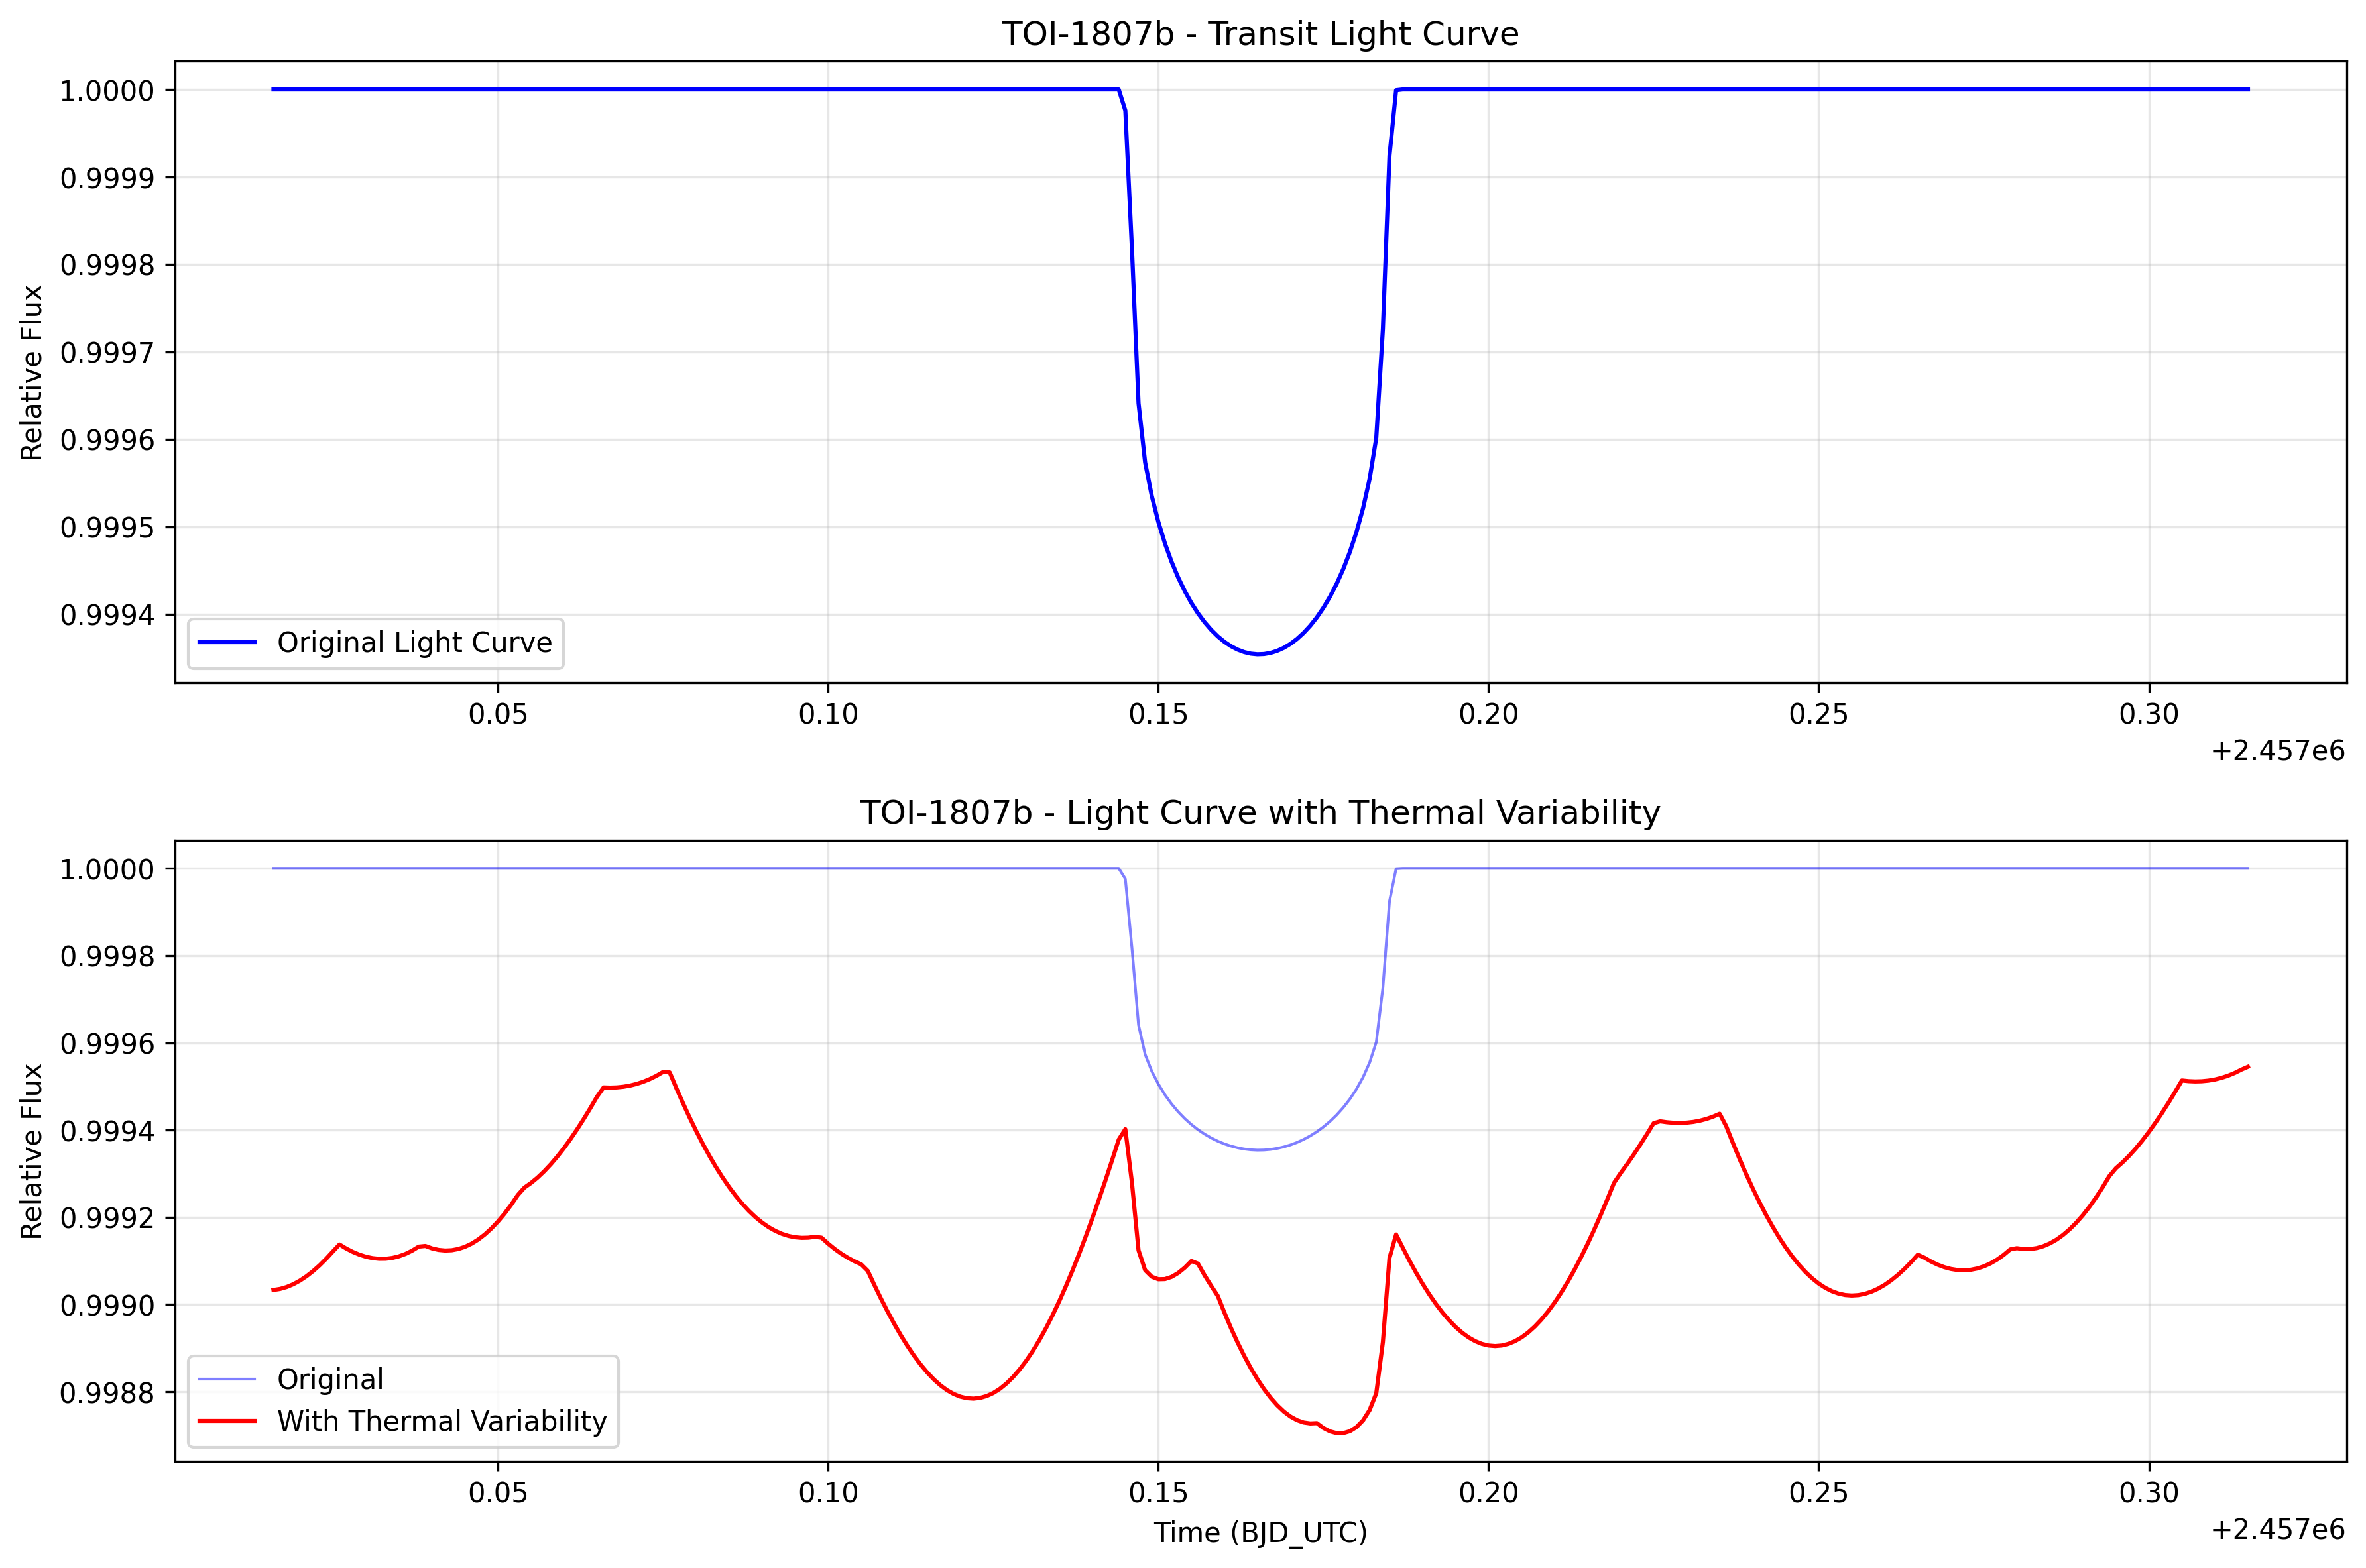 TOI-1807b - Transit Light Curve
Relative Flux
1.0000
0.9999
0.9998
0.9997
0.9996
0.9995
0.9994
Original Light Curve
0.05 0.10 0.15 0.20 0.25 0.30
+2.457e6
TOI-1807b - Light Curve with Thermal Variability
Relative Flux
1.0000
0.9998
0.9996
0.9994
0.9992
0.9990
0.9988
Original
With Thermal Variability
0.05 0.10 0.15 0.20 0.25 0.30
Time (BJD_UTC)
+2.457e6